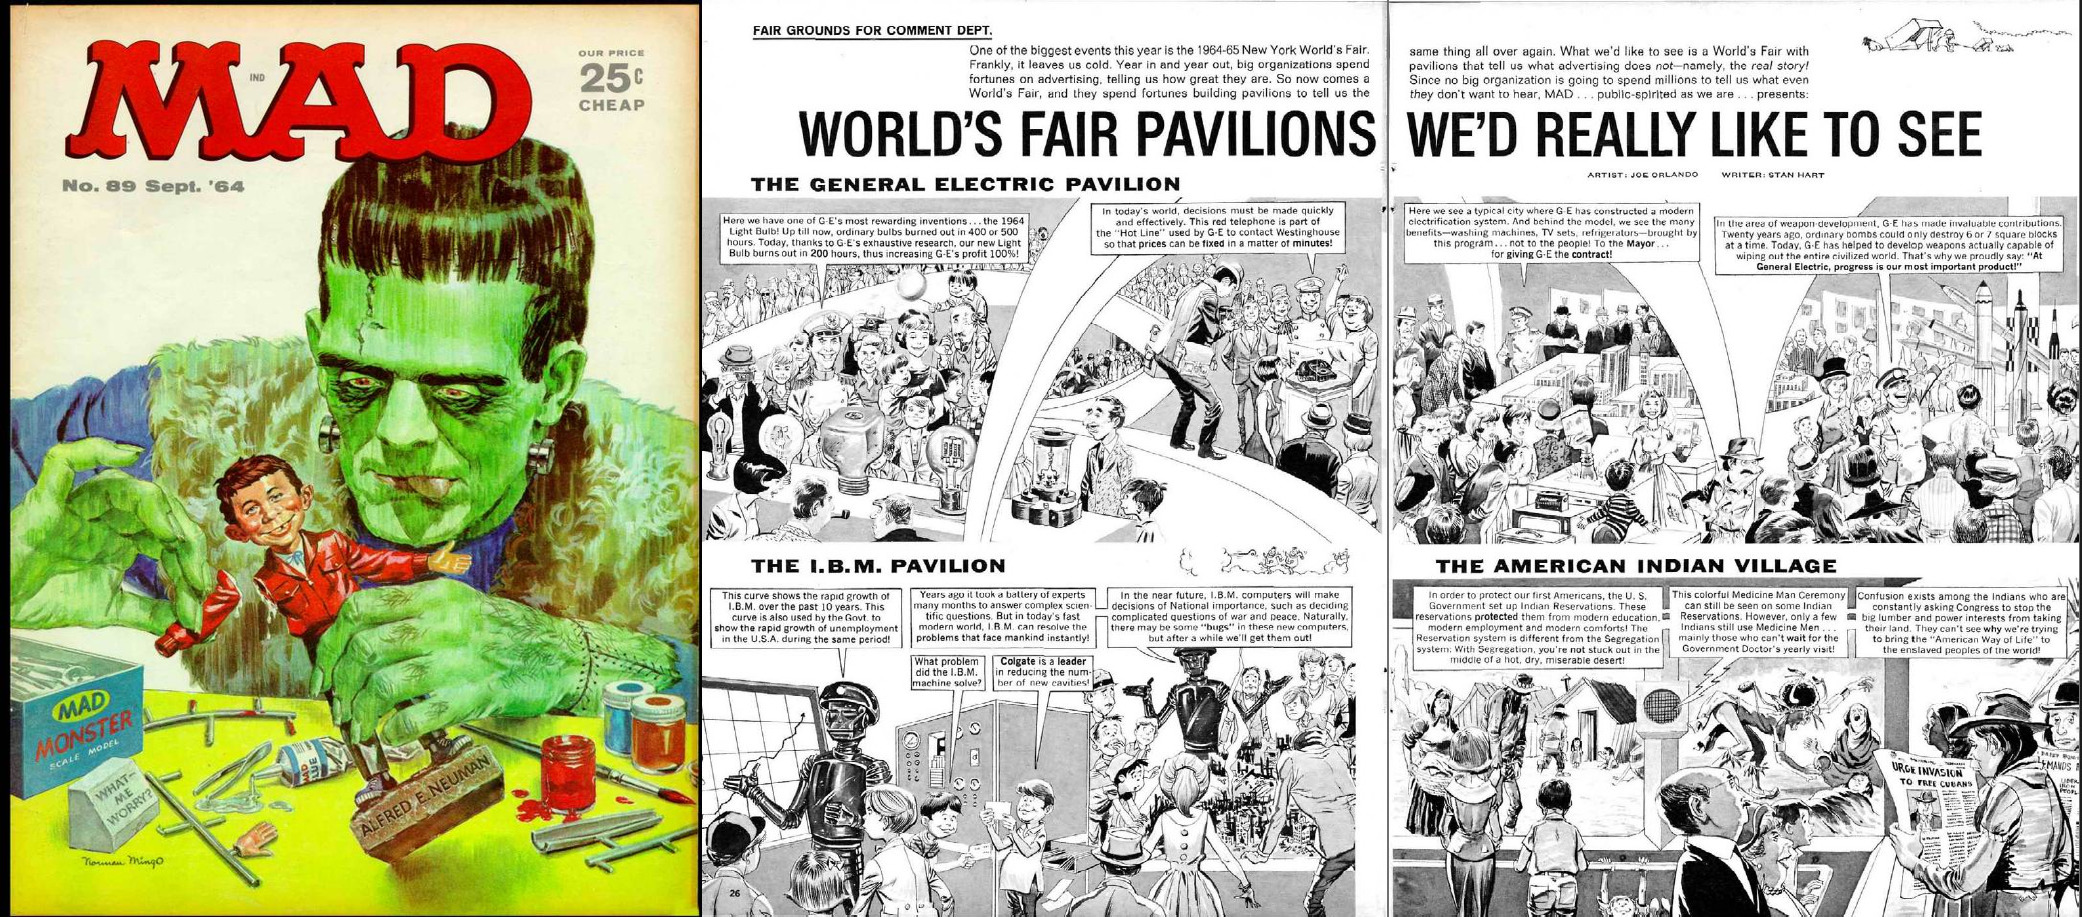 MAD
IND
OUR PRICE
25c
CHEAP
No. 89 Sept. '64
MAD
MONSTER
SCALE MODEL
WHAT—
ME
WORRY?
MAD
GLUE
ALFRED E. NEUMAN
Norman Mingo
FAIR GROUNDS FOR COMMENT DEPT.
One of the biggest events this year is the 1964-65 New York World's Fair.
Frankly, it leaves us cold. Year in and year out, big organizations spend
fortunes on advertising, telling us how great they are. So now comes a
World's Fair, and they spend fortunes building pavilions to tell us the
same thing all over again. What we'd like to see is a World's Fair with
pavilions that tell us what advertising does not—namely, the real story!
Since no big organization is going to spend millions to tell us what even
they don't want to hear, MAD . . . public-spirited as we are . . . presents:
WORLD'S FAIR PAVILIONS WE'D REALLY LIKE TO SEE
ARTIST: JOE ORLANDO WRITER: STAN HART
THE GENERAL ELECTRIC PAVILION
Here we have one of G-E's most rewarding inventions . . . the 1964
Light Bulb! Up till now, ordinary bulbs burned out in 400 or 500
hours. Today, thanks to G-E's exhaustive research, our new Light
Bulb burns out in 200 hours, thus increasing G-E's profit 100%!
In today's world, decisions must be made quickly
and effectively. This red telephone is part of
the "Hot Line" used by G-E to contact Westinghouse
so that prices can be fixed in a matter of minutes!
Here we see a typical city where G-E has constructed a modern
electrification system. And behind the model, we see the many
benefits—washing machines, TV sets, refrigerators—brought by
this program . . . not to the people! To the Mayor . . .
for giving G-E the contract!
In the area of weapon-development, G-E has made invaluable contributions.
Twenty years ago, ordinary bombs could only destroy 6 or 7 square blocks
at a time. Today, G-E has helped to develop weapons actually capable of
wiping out the entire civilized world. That's why we proudly say: "At
General Electric, progress is our most important product!"
THE I.B.M. PAVILION
This curve shows the rapid growth of
I.B.M. over the past 10 years. This
curve is also used by the Govt. to
show the rapid growth of unemployment
in the U.S.A. during the same period!
Years ago it took a battery of experts
many months to answer complex scien-
tific questions. But in today's fast
modern world, I.B.M. can resolve the
problems that face mankind instantly!
What problem
did the I.B.M.
machine solve?
Colgate is a leader
in reducing the num-
ber of new cavities!
In the near future, I.B.M. computers will make
decisions of National importance, such as deciding
complicated questions of war and peace. Naturally,
there may be some "bugs" in these new computers,
but after a while we'll get them out!
26
THE AMERICAN INDIAN VILLAGE
In order to protect our first Americans, the U. S.
Government set up Indian Reservations. These
reservations protected them from modern education,
modern employment and modern comforts! The
Reservation system is different from the Segregation
system: With Segregation, you're not stuck out in the
middle of a hot, dry, miserable desert!
This colorful Medicine Man Ceremony
can still be seen on some Indian
Reservations. However, only a few
Indians still use Medicine Men . . .
mainly those who can't wait for the
Government Doctor's yearly visit!
Confusion exists among the Indians who are
constantly asking Congress to stop the
big lumber and power interests from taking
their land. They can't see why we're trying
to bring the "American Way of Life" to
the enslaved peoples of the world!
URGE INVASION
TO FREE CUBANS